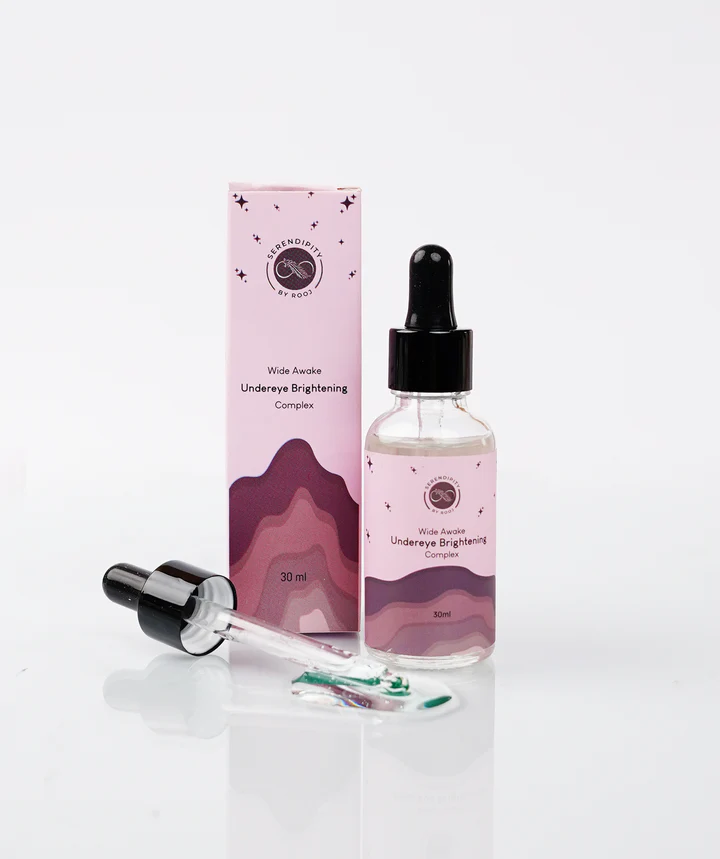 SERENDIPITY
BY ROOJ
Wide Awake
Undereye Brightening
Complex
30 ml
SERENDIPITY
BY ROOJ
Wide Awake
Undereye Brightening
Complex
30ml